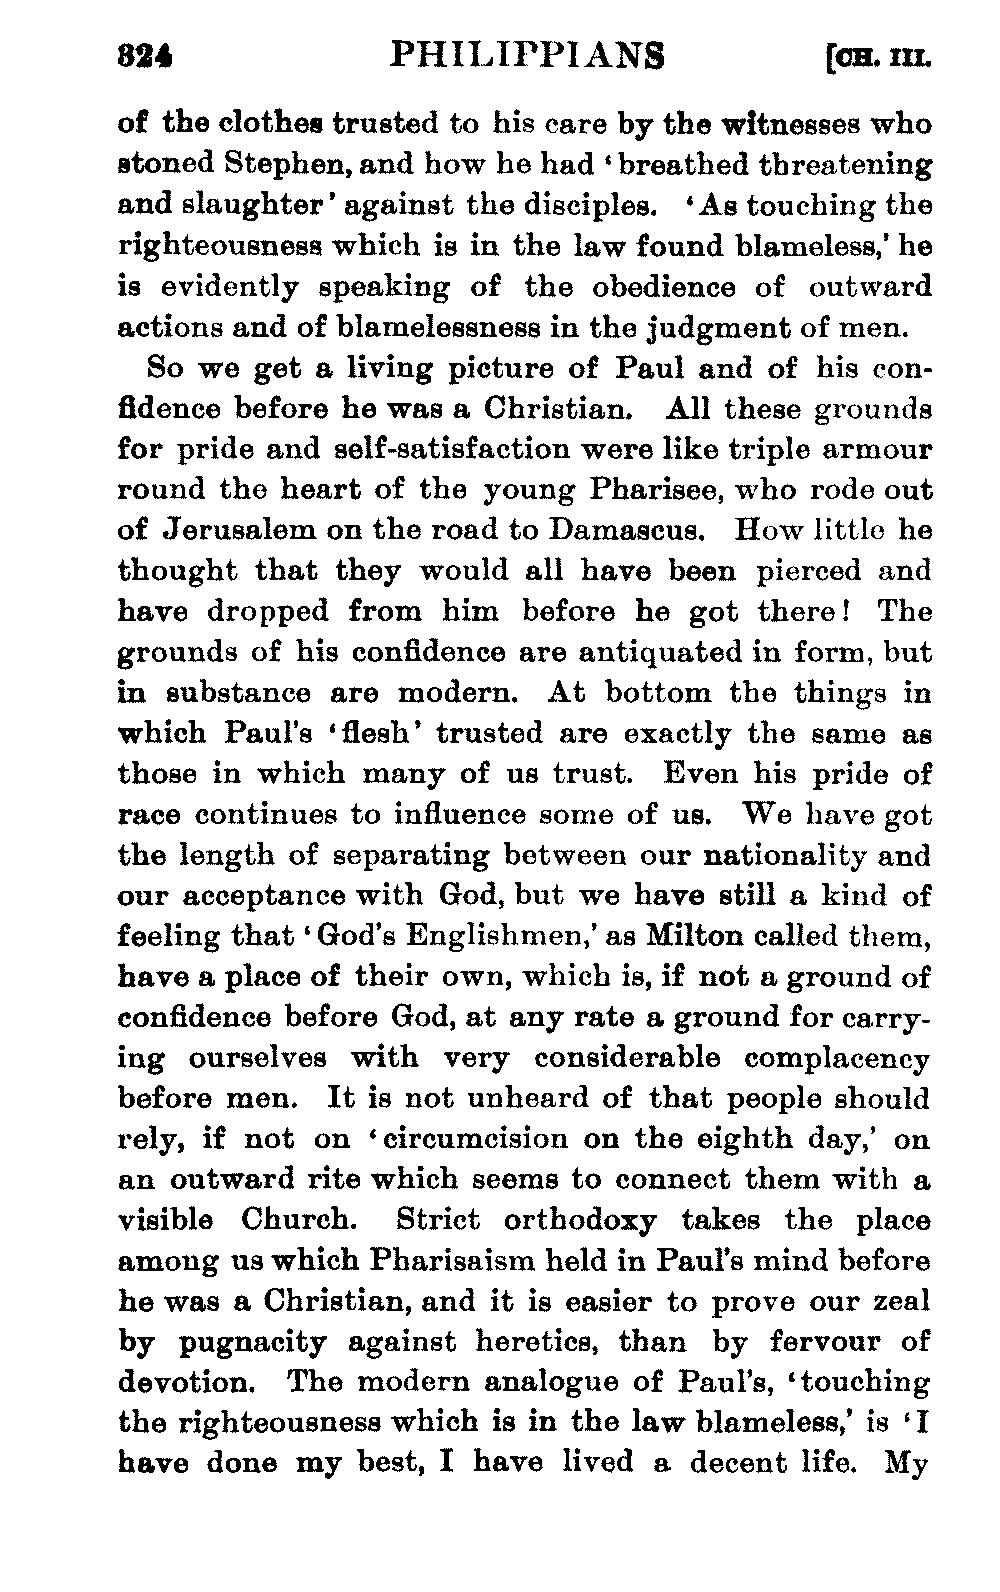 324 PHILIPPIANS [CH. III.
of the clothes trusted to his care by the witnesses who
stoned Stephen, and how he had ‘breathed threatening
and slaughter’ against the disciples. ‘As touching the
righteousness which is in the law found blameless,’ he
is evidently speaking of the obedience of outward
actions and of blamelessness in the judgment of men.
So we get a living picture of Paul and of his con-
fidence before he was a Christian. All these grounds
for pride and self-satisfaction were like triple armour
round the heart of the young Pharisee, who rode out
of Jerusalem on the road to Damascus. How little he
thought that they would all have been pierced and
have dropped from him before he got there! The
grounds of his confidence are antiquated in form, but
in substance are modern. At bottom the things in
which Paul’s ‘flesh’ trusted are exactly the same as
those in which many of us trust. Even his pride of
race continues to influence some of us. We have got
the length of separating between our nationality and
our acceptance with God, but we have still a kind of
feeling that ‘God’s Englishmen,’ as Milton called them,
have a place of their own, which is, if not a ground of
confidence before God, at any rate a ground for carry-
ing ourselves with very considerable complacency
before men. It is not unheard of that people should
rely, if not on ‘circumcision on the eighth day,’ on
an outward rite which seems to connect them with a
visible Church. Strict orthodoxy takes the place
among us which Pharisaism held in Paul’s mind before
he was a Christian, and it is easier to prove our zeal
by pugnacity against heretics, than by fervour of
devotion. The modern analogue of Paul’s, ‘touching
the righteousness which is in the law blameless,’ is ‘I
have done my best, I have lived a decent life. My